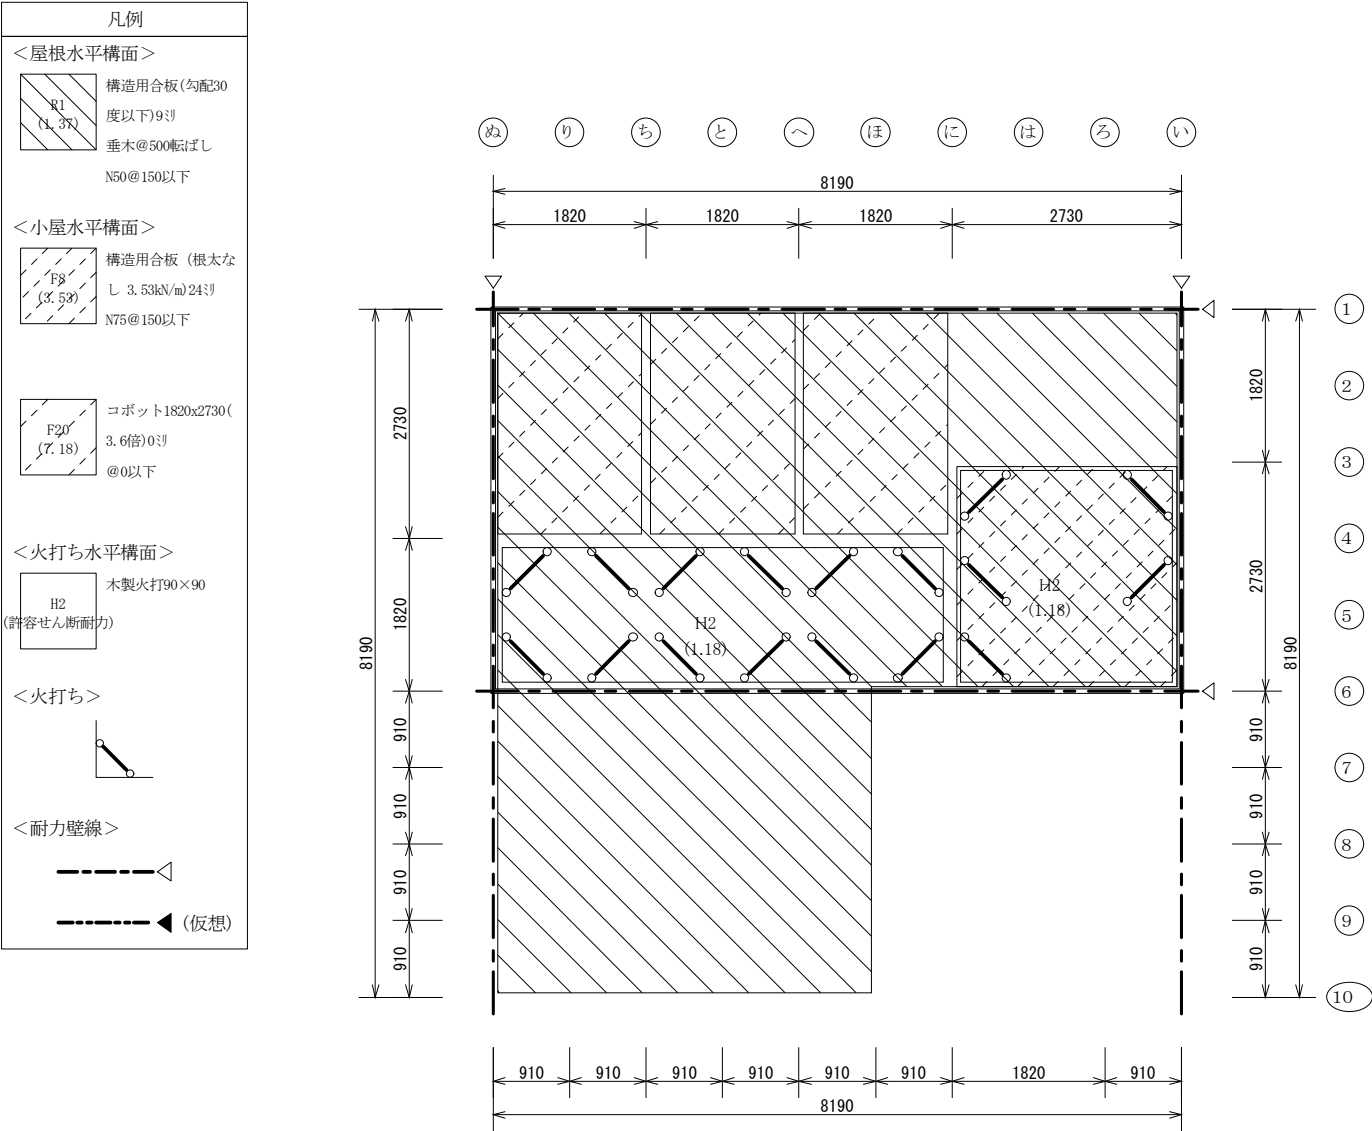 凡例
＜屋根水平構面＞
R1
(1.37)
構造用合板(勾配30
度以下)9ﾐﾘ
垂木@500転ばし
N50@150以下
＜小屋水平構面＞
F8
(3.53)
構造用合板（根太な
し 3.53kN/m)24ﾐﾘ
N75@150以下
F20
(7.18)
コボット1820x2730(
3.6倍)0ﾐﾘ
@0以下
＜火打ち水平構面＞
H2
(許容せん断耐力)
木製火打90×90
＜火打ち＞
＜耐力壁線＞
(仮想)
ぬ り ち と へ ほ に は ろ い
8190
1820 1820 1820 2730
8190
2730
1820
910
910
910
910
H2
(1.18)
H2
(1.18)
1820
2730
910
910
910
910
8190
1
2
3
4
5
6
7
8
9
10
910 910 910 910 910 910 1820 910
8190